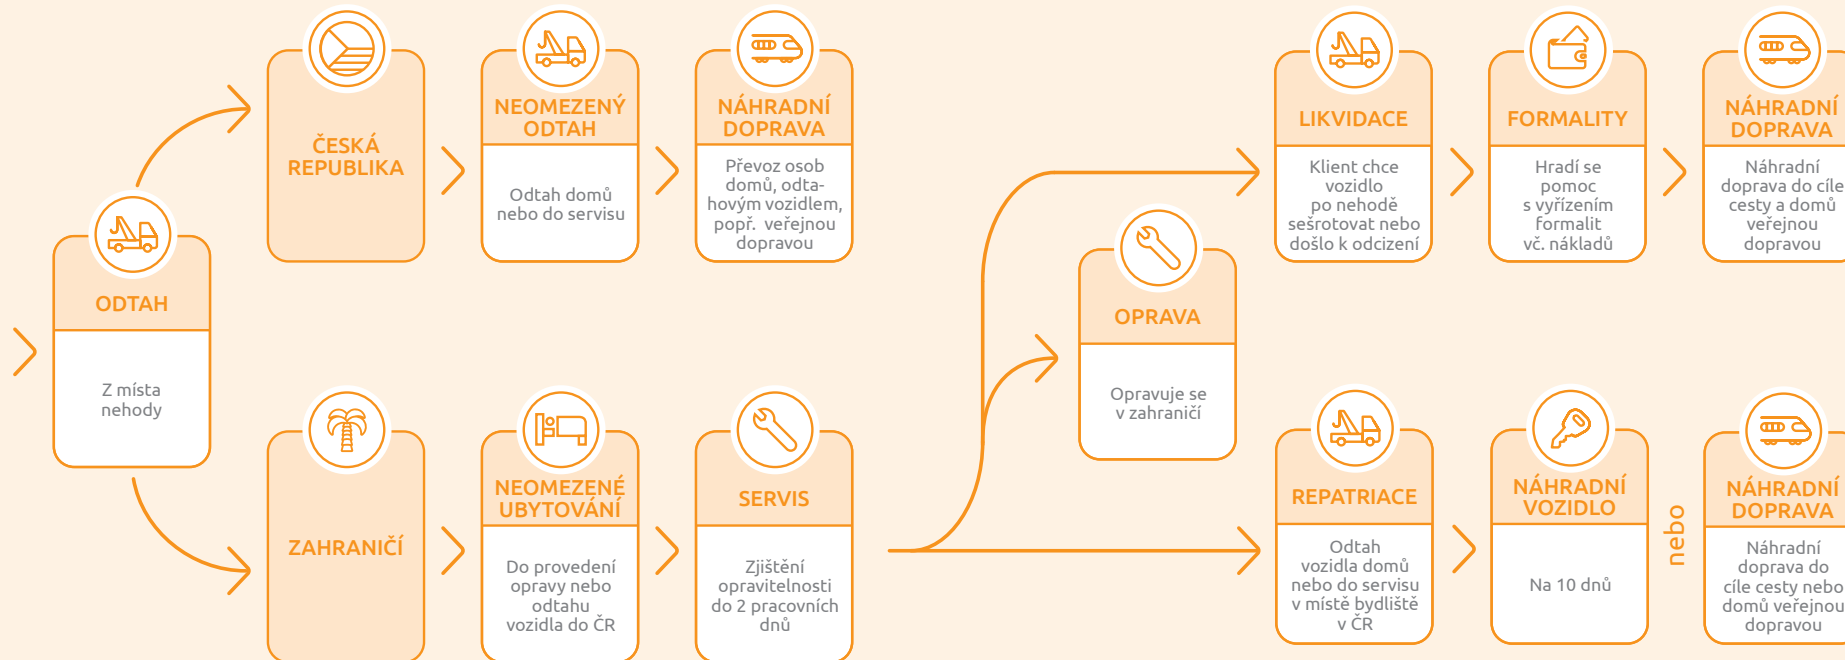 ODTAH
Z místa
nehody
ČESKÁ
REPUBLIKA
NEOMEZENÝ
ODTAH
Odtah domů
nebo do servisu
NÁHRADNÍ
DOPRAVA
Převoz osob
domů, odta-
hovým vozidlem,
popř. veřejnou
dopravou
ZAHRANIČÍ
NEOMEZENÉ
UBYTOVÁNÍ
Do provedení
opravy nebo
odtahu
vozidla do ČR
SERVIS
Zjištění
opravitelnosti
do 2 pracovních
dnů
LIKVIDACE
Klient chce
vozidlo
po nehodě
sešrotovat nebo
došlo k odcizení
FORMALITY
Hradí se
pomoc
s vyřízením
formalit
vč. nákladů
NÁHRADNÍ
DOPRAVA
Náhradní
doprava do cíle
cesty a domů
veřejnou
dopravou
OPRAVA
Opravuje se
v zahraničí
REPATRIACE
Odtah
vozidla domů
nebo do servisu
v místě bydliště
v ČR
NÁHRADNÍ
VOZIDLO
Na 10 dnů
nebo
NÁHRADNÍ
DOPRAVA
Náhradní
doprava do
cíle cesty nebo
domů veřejnou
dopravou